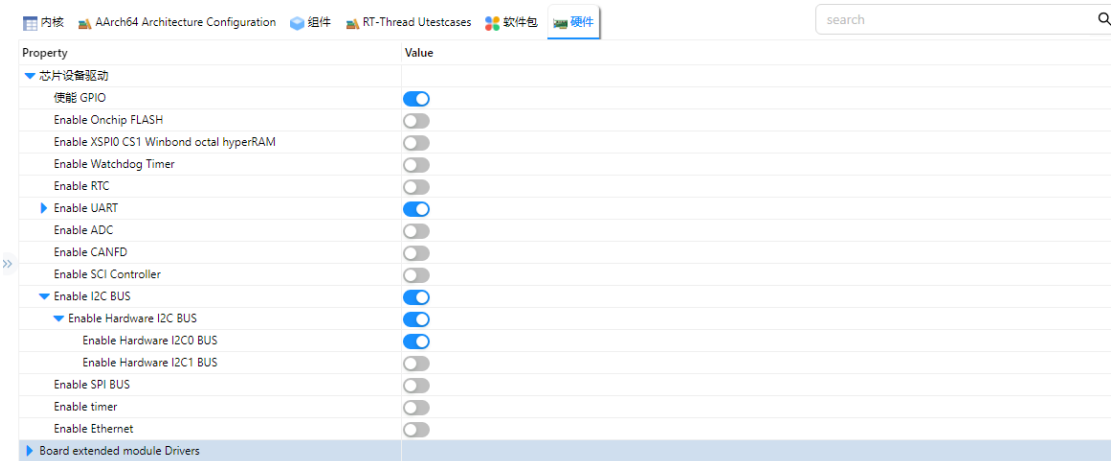 内核 AArch64 Architecture Configuration 组件 RT-Thread Utestcases 软件包 硬件 search
Property Value
芯片设备驱动
使能 GPIO
Enable Onchip FLASH
Enable XSPI0 CS1 Winbond octal hyperRAM
Enable Watchdog Timer
Enable RTC
Enable UART
Enable ADC
Enable CANFD
Enable SCI Controller
Enable I2C BUS
Enable Hardware I2C BUS
Enable Hardware I2C0 BUS
Enable Hardware I2C1 BUS
Enable SPI BUS
Enable timer
Enable Ethernet
Board extended module Drivers